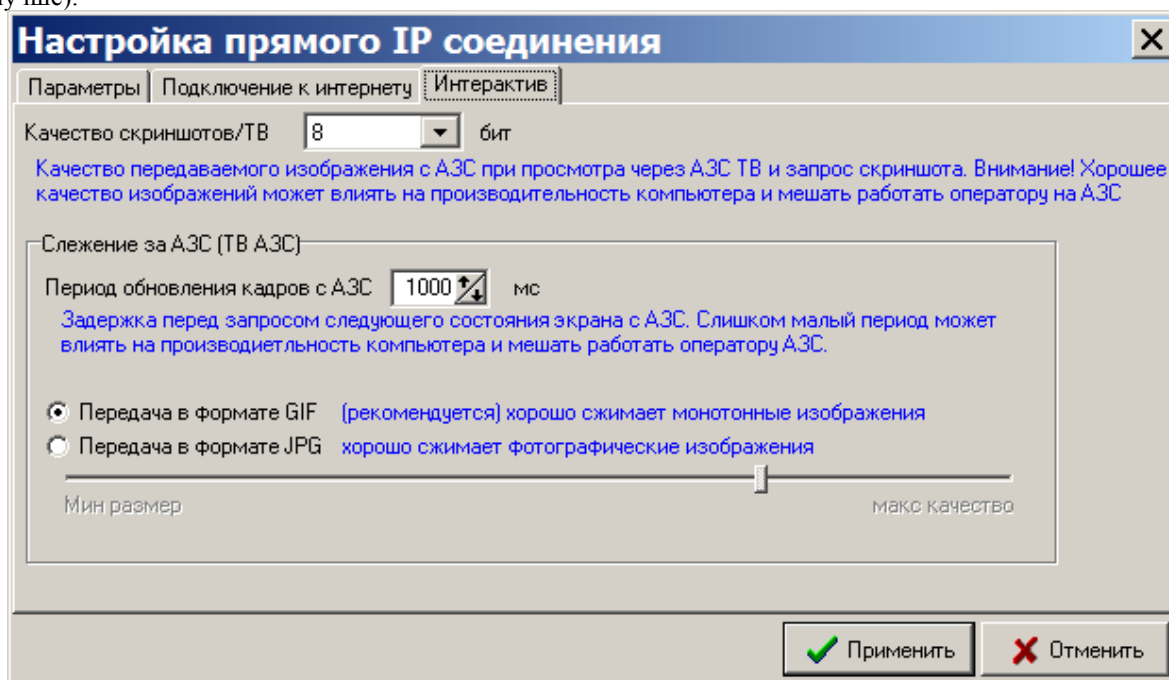 Настройка прямого IP соединения
Параметры Подключение к интернету Интерактив
Качество скриншотов/ТВ 8 бит
Качество передаваемого изображения с АЗС при просмотра через АЗС ТВ и запрос скриншота. Внимание! Хорошее
качество изображений может влиять на производительность компьютера и мешать работать оператору на АЗС
Слежение за АЗС (ТВ АЗС)
Период обновления кадров с АЗС 1000 мс
Задержка перед запросом следующего состояния экрана с АЗС. Слишком малый период может
влиять на производиетльность компьютера и мешать работать оператору АЗС.
Передача в формате GIF (рекомендуется) хорошо сжимает монотонные изображения
Передача в формате JPG хорошо сжимает фотографические изображения
Мин размер макс качество
Применить Отменить